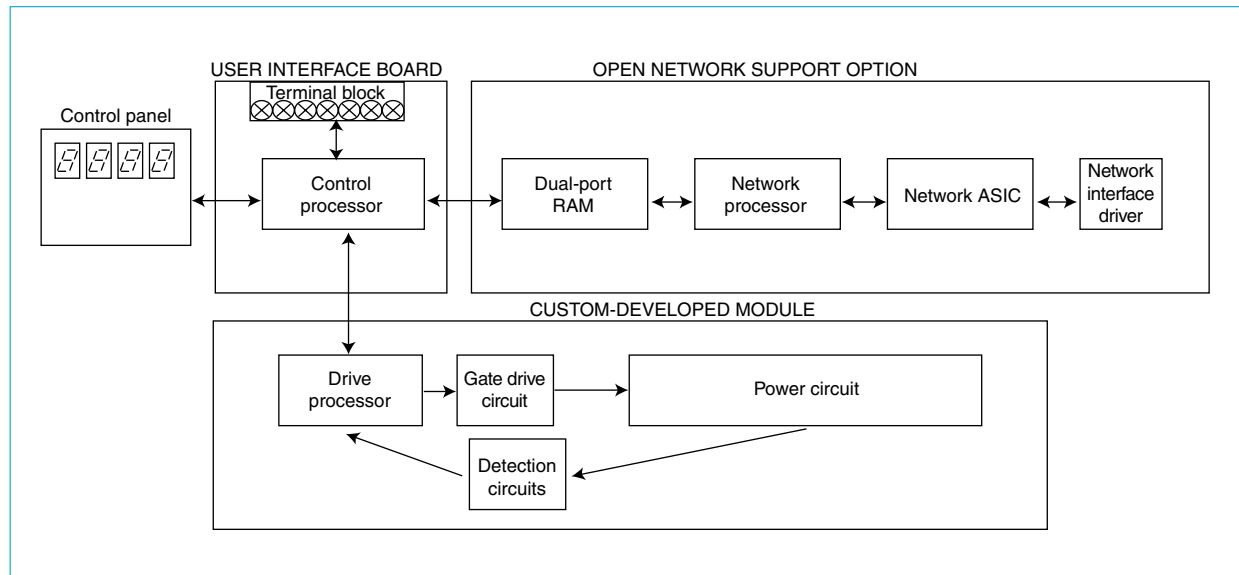 USER INTERFACE BOARD
OPEN NETWORK SUPPORT OPTION
Control panel
Terminal block
Control
processor
Dual-port
RAM
Network
processor
Network ASIC
Network
interface
driver
CUSTOM-DEVELOPED MODULE
Drive
processor
Gate drive
circuit
Power circuit
Detection
circuits